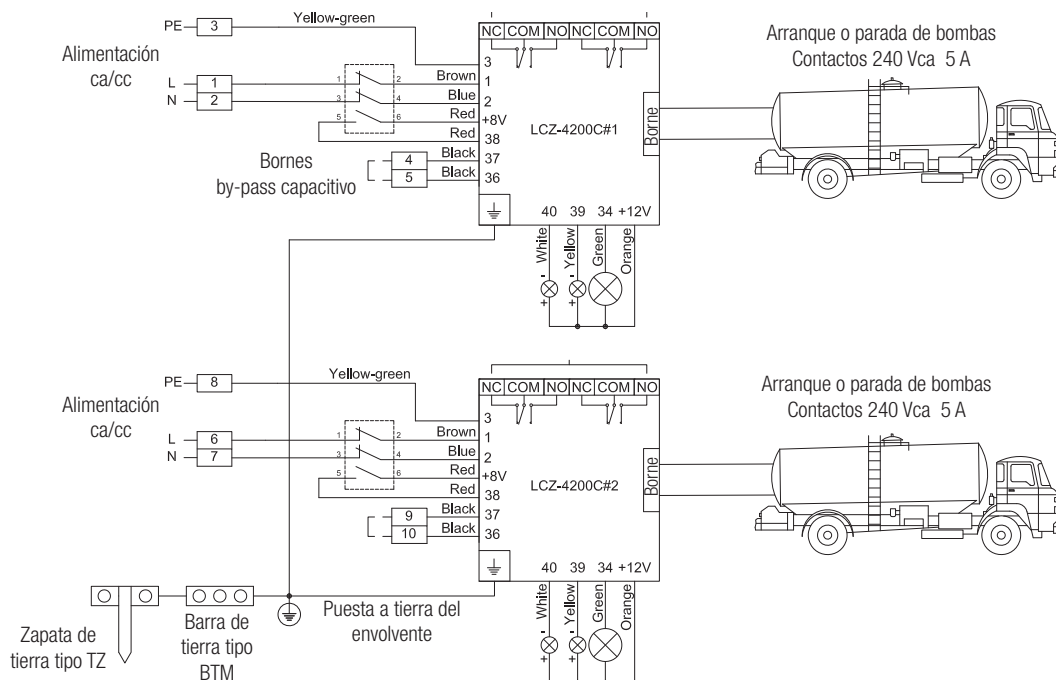 PE
3
Yellow-green
NC COM NO NC COM NO
Arranque o parada de bombas
Contactos 240 Vca 5 A
Alimentación
ca/cc
3
L
1
1
2
Brown
1
N
2
3
4
Blue
2
5
6
Red
+8V
Red
38
LCZ-4200C#1
Borne
Bornes
by-pass capacitivo
4
Black
37
5
Black
36
40 39 34 +12V
White
Yellow
Green
Orange
-
+
-
+
PE
8
Yellow-green
NC COM NO NC COM NO
Arranque o parada de bombas
Contactos 240 Vca 5 A
Alimentación
ca/cc
3
L
6
1
2
Brown
1
N
7
3
4
Blue
2
5
6
Red
+8V
Red
38
LCZ-4200C#2
Borne
9
Black
37
10
Black
36
40 39 34 +12V
White
Yellow
Green
Orange
-
+
-
+
Puesta a tierra del
envolvente
Zapata de
tierra tipo TZ
Barra de
tierra tipo
BTM